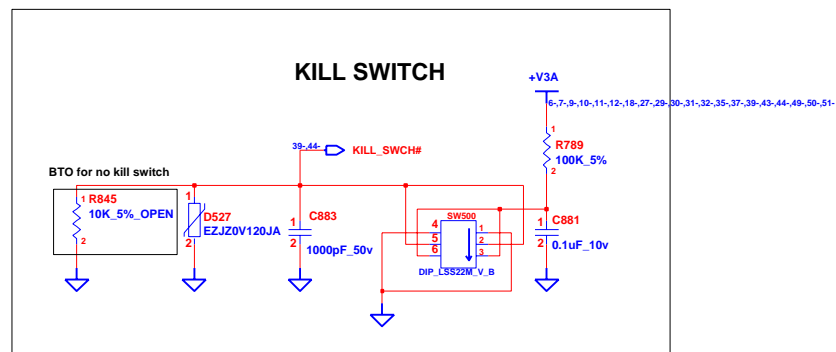 KILL SWITCH
+V3A
6-,7-,9-,10-,11-,12-,18-,27-,29-,30-,31-,32-,35-,37-,39-,43-,44-,49-,50-,51-
39-,44-
KILL_SWCH#
1
R789
100K_5%
2
BTO for no kill switch
1
R845
10K_5%_OPEN
2
1
D527
EZJZ0V120JA
2
1
C883
2
1000pF_50v
SW500
4
5
6
1
2
3
DIP_LSS22M_V_B
1
C881
2
0.1uF_10v